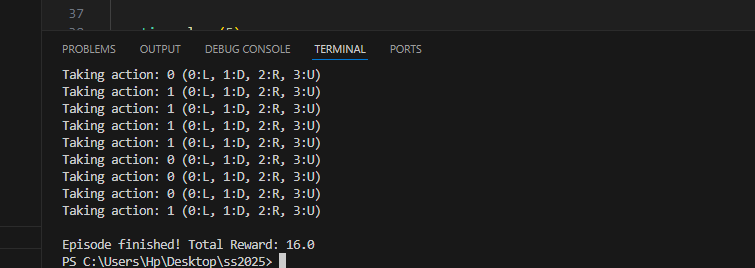 37
PROBLEMS OUTPUT DEBUG CONSOLE TERMINAL PORTS
Taking action: 0 (0:L, 1:D, 2:R, 3:U)
Taking action: 1 (0:L, 1:D, 2:R, 3:U)
Taking action: 1 (0:L, 1:D, 2:R, 3:U)
Taking action: 1 (0:L, 1:D, 2:R, 3:U)
Taking action: 1 (0:L, 1:D, 2:R, 3:U)
Taking action: 0 (0:L, 1:D, 2:R, 3:U)
Taking action: 0 (0:L, 1:D, 2:R, 3:U)
Taking action: 0 (0:L, 1:D, 2:R, 3:U)
Taking action: 1 (0:L, 1:D, 2:R, 3:U)
Episode finished! Total Reward: 16.0
PS C:\Users\Hp\Desktop\ss2025>